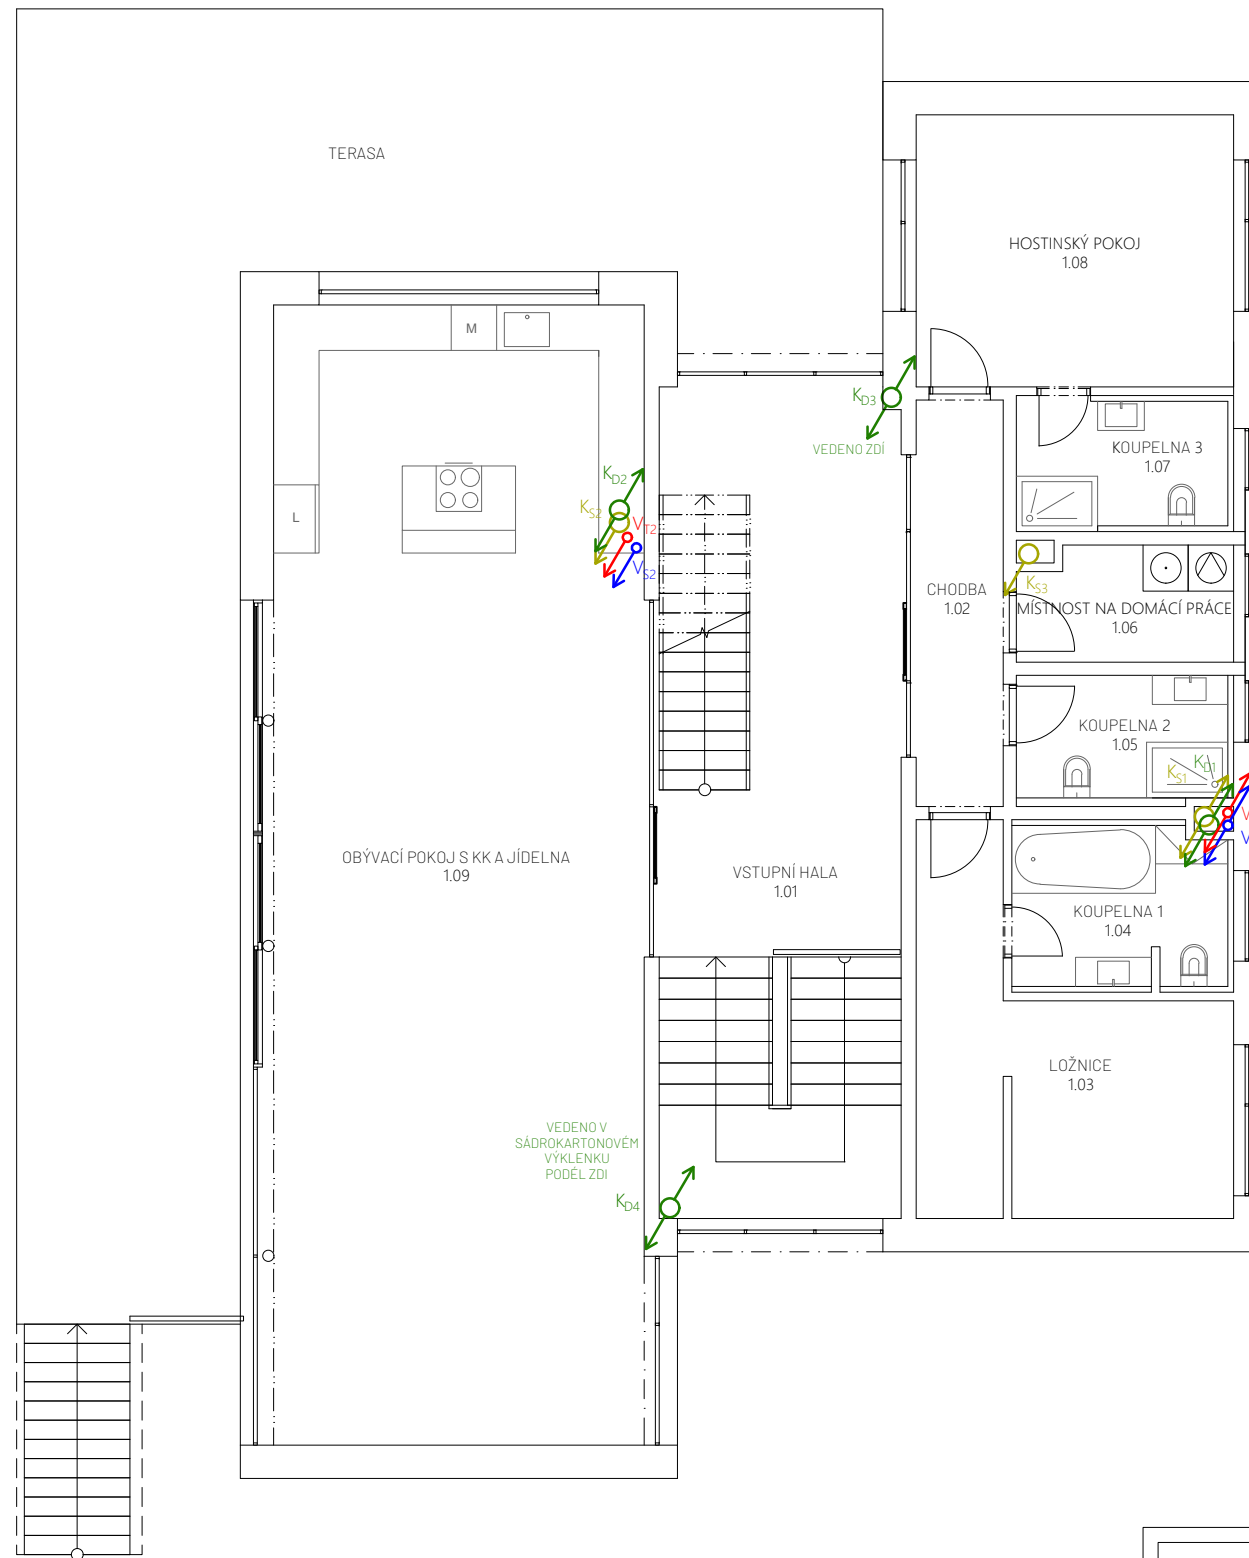 TERASA
HOSTINSKÝ POKOJ
1.08
M
KD3
VEDENO ZDÍ
KOUPELNA 3
1.07
KD2
KS2
L
VT2
VS2
KS3
CHODBA
1.02
MÍSTNOST NA DOMÁCÍ PRÁCE
1.06
KOUPELNA 2
1.05
KS1
KD1
V
V
OBÝVACÍ POKOJ S KK A JÍDELNA
1.09
VSTUPNÍ HALA
1.01
KOUPELNA 1
1.04
LOŽNICE
1.03
VEDENO V
SÁDROKARTONOVÉM
VÝKLENKU
PODÉL ZDI
KD4